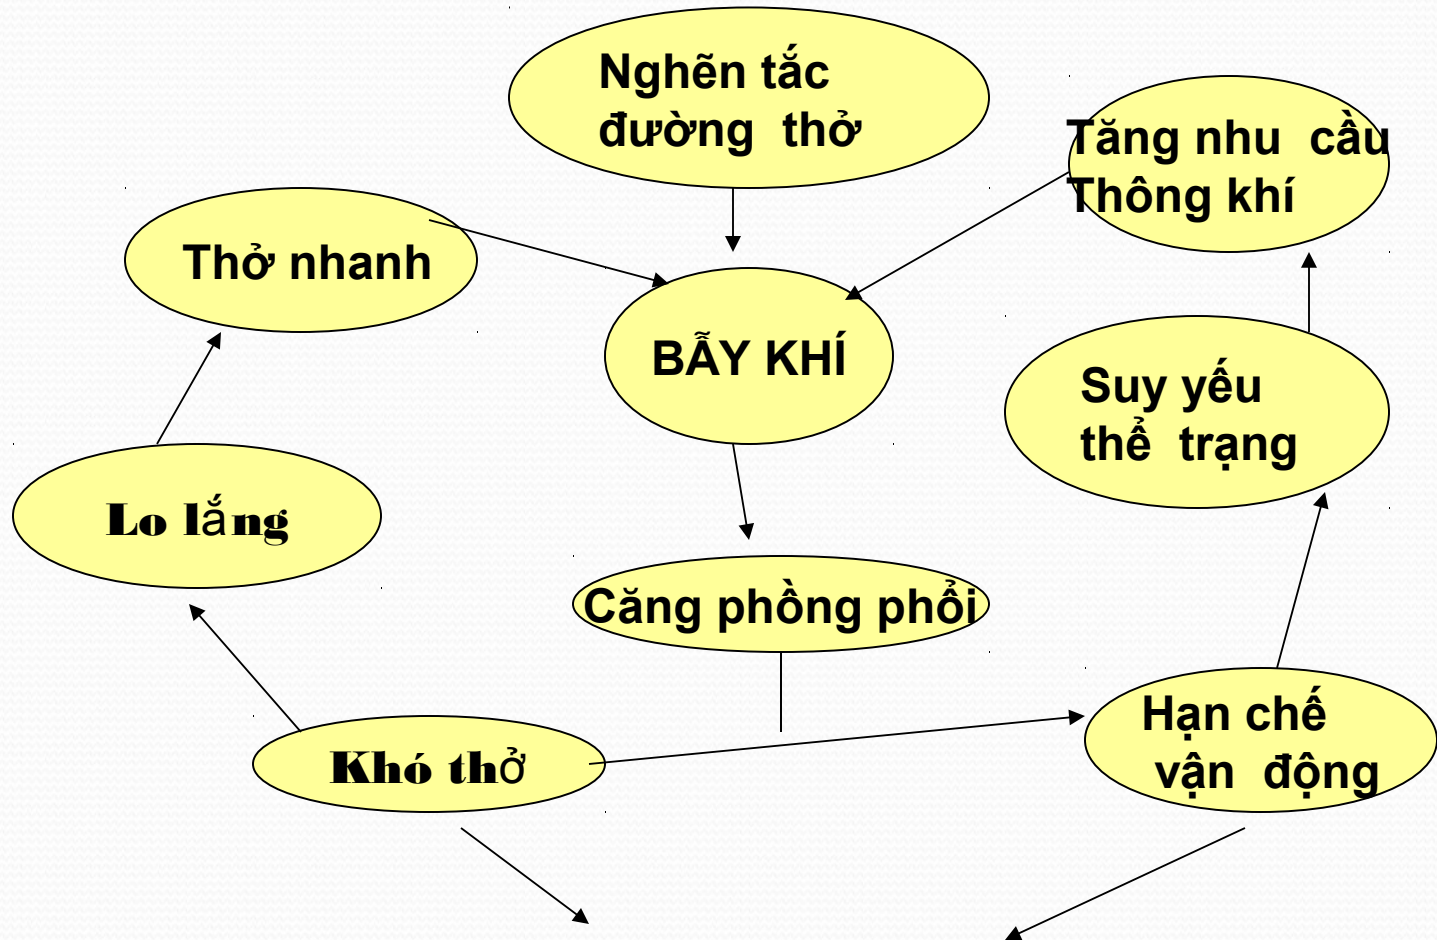 Nghẽn tắc
đường thở
Tăng nhu cầu
Thông khí
Thở nhanh
BẪY KHÍ
Suy yếu
thể trạng
Lo lắng
Căng phồng phổi
Khó thở
Hạn chế
vận động